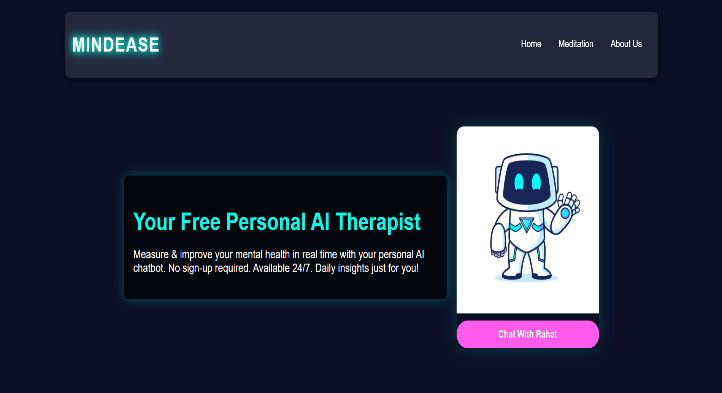 MINDEASE
Home Meditation About Us
Your Free Personal AI Therapist
Measure & improve your mental health in real time with your personal AI
chatbot. No sign-up required. Available 24/7. Daily insights just for you!
Chat With Rahat